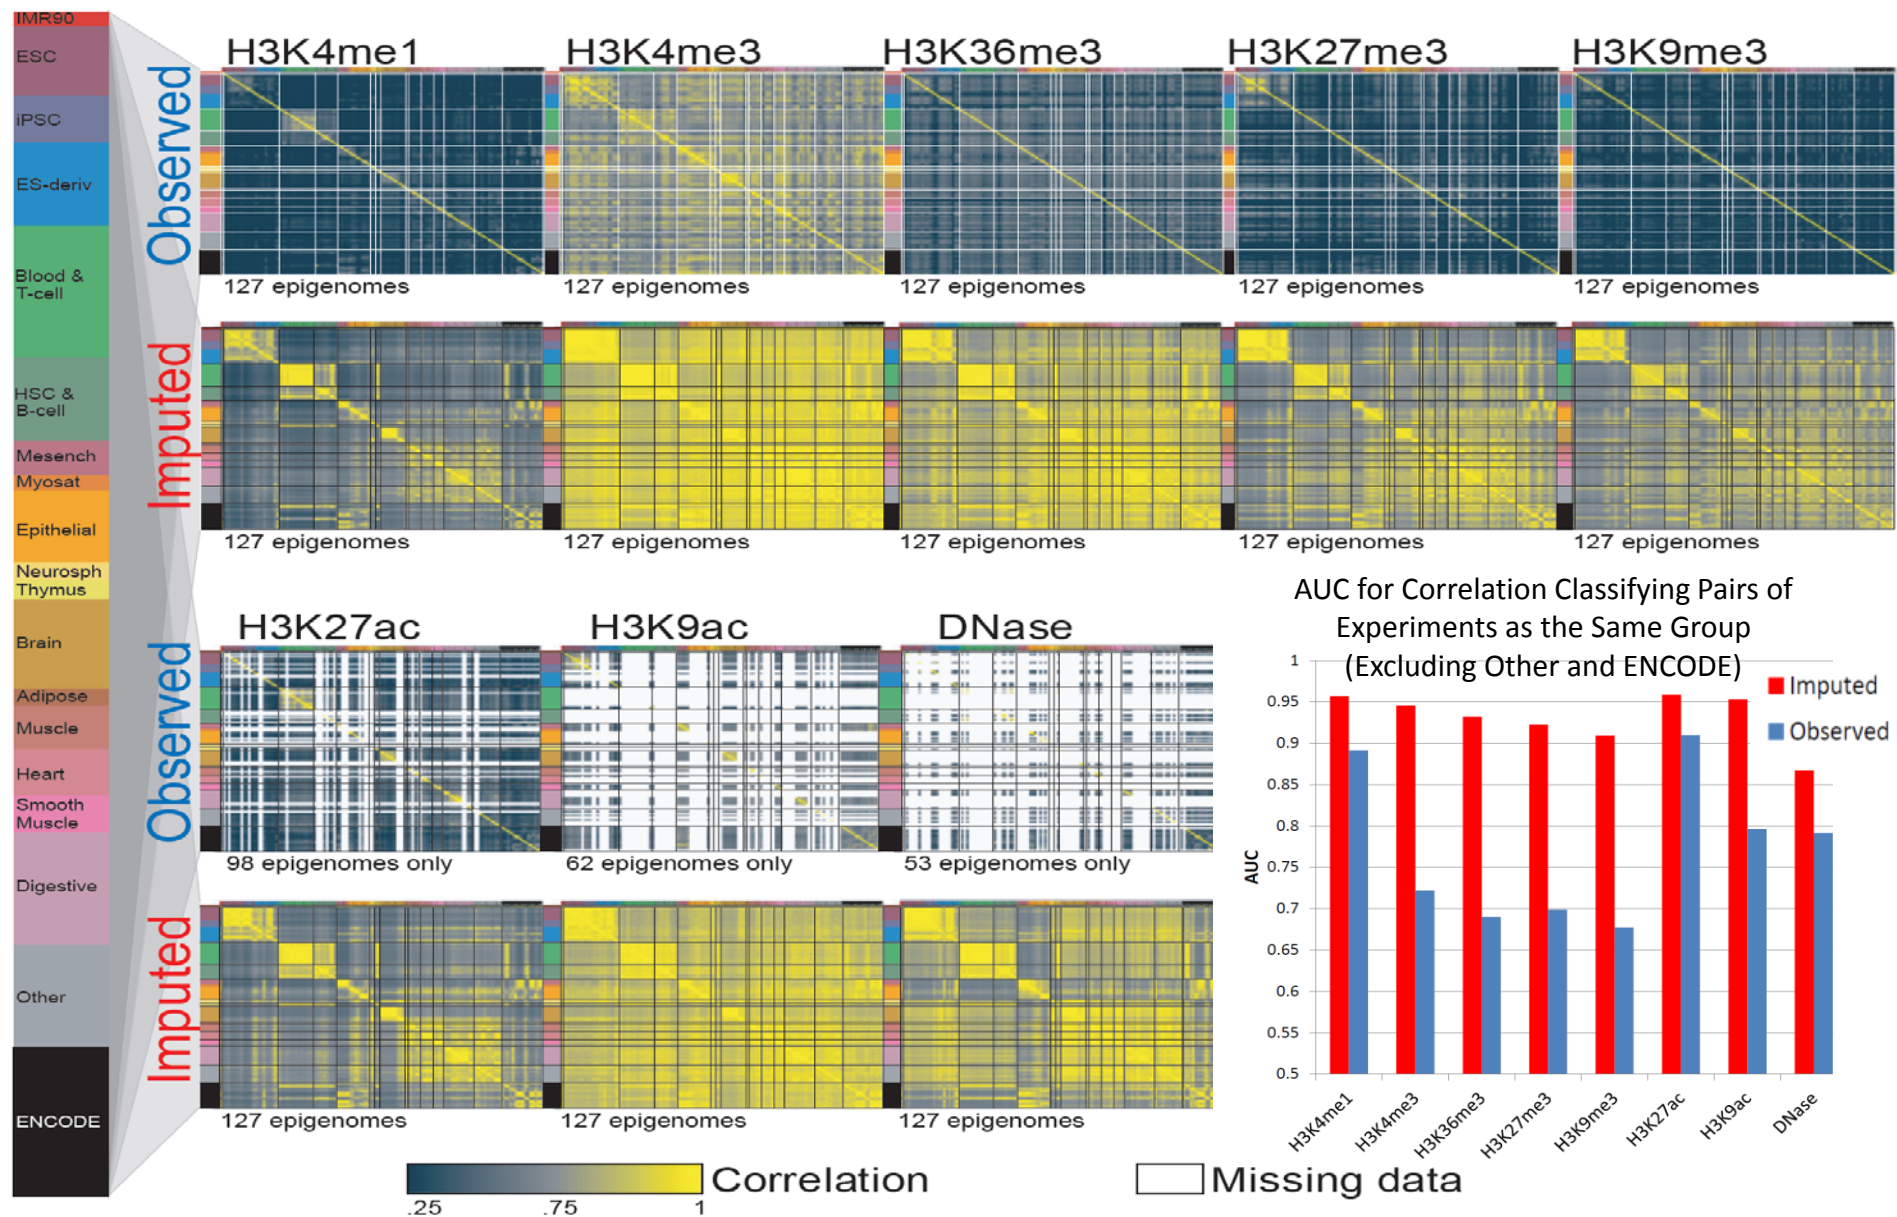 IMR90
ESC
iPSC
ES-deriv
Blood &
T-cell
HSC &
B-cell
Mesench
Myosat
Epithelial
Neurosph
Thymus
Brain
Adipose
Muscle
Heart
Smooth
Muscle
Digestive
Other
ENCODE
Observed
H3K4me1
H3K4me3
H3K36me3
H3K27me3
H3K9me3
127 epigenomes
127 epigenomes
127 epigenomes
127 epigenomes
127 epigenomes
Imputed
127 epigenomes
127 epigenomes
127 epigenomes
127 epigenomes
127 epigenomes
Observed
H3K27ac
H3K9ac
DNase
98 epigenomes only
62 epigenomes only
53 epigenomes only
Imputed
127 epigenomes
127 epigenomes
127 epigenomes
AUC for Correlation Classifying Pairs of
Experiments as the Same Group
(Excluding Other and ENCODE)
Imputed
Observed
AUC
1
0.95
0.9
0.85
0.8
0.75
0.7
0.65
0.6
0.55
0.5
H3K4me1
H3K4me3
H3K36me3
H3K27me3
H3K9me3
H3K27ac
H3K9ac
DNase
Correlation
.25
.75
1
Missing data